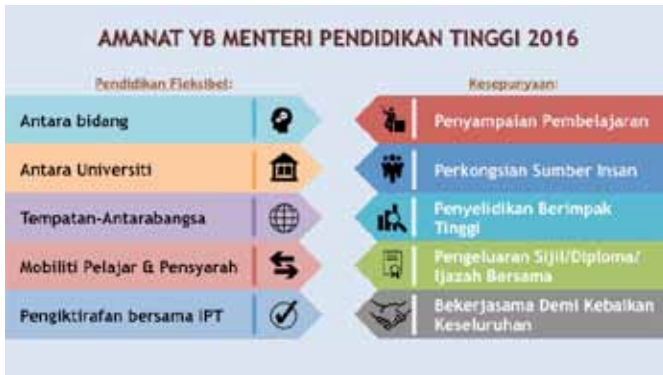 AMANAT YB MENTERI PENDIDIKAN TINGGI 2016
Pendidikan Fleksibel:
Antara bidang
Antara Universiti
Tempatan-Antarabangsa
Mobiliti Pelajar & Pensyarah
Pengiktirafan bersama IPT
Kesepunyaan:
Penyampaian Pembelajaran
Perkongsian Sumber Insan
Penyelidikan Berimpak
Tinggi
Pengeluaran Sijil/Diploma/
Ijazah Bersama
Bekerjasama Demi Kebaikan
Keseluruhan